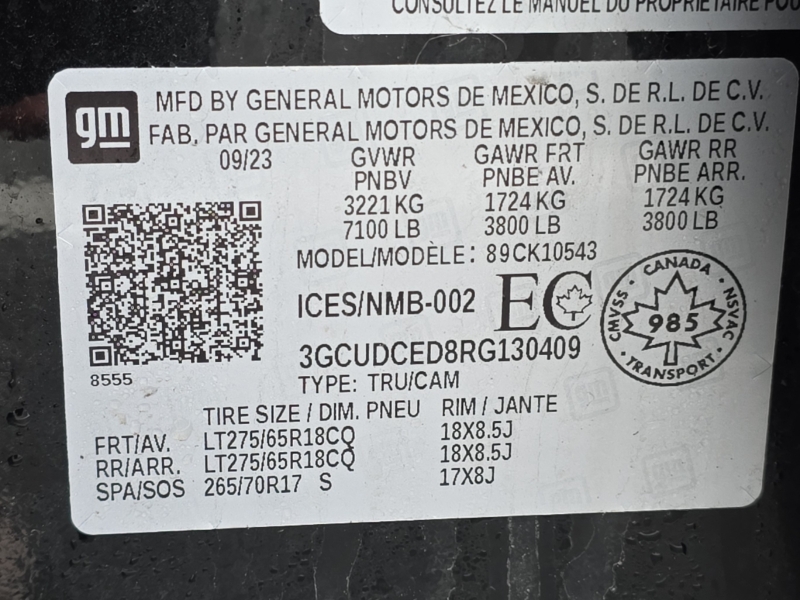 CONSULTEZ LE MANUEL DU PROPRIÉTAIRE POU
gm
MFD BY GENERAL MOTORS DE MEXICO, S. DE R.L. DE C.V.
FAB. PAR GENERAL MOTORS DE MEXICO, S. DE R.L. DE C.V.
09/23 GVWR GAWR FRT GAWR RR
PNBV PNBE AV. PNBE ARR.
3221 KG 1724 KG 1724 KG
7100 LB 3800 LB 3800 LB
MODEL/MODÈLE: 89CK10543
ICES/NMB-002 EC
CANADA
CMVSS 985 NSVAC
TRANSPORT
3GCUDCED8RG130409
8555
TYPE: TRU/CAM
TIRE SIZE / DIM. PNEU RIM / JANTE
FRT/AV. LT275/65R18CQ 18X8.5J
RR/ARR. LT275/65R18CQ 18X8.5J
SPA/SOS 265/70R17 S 17X8J